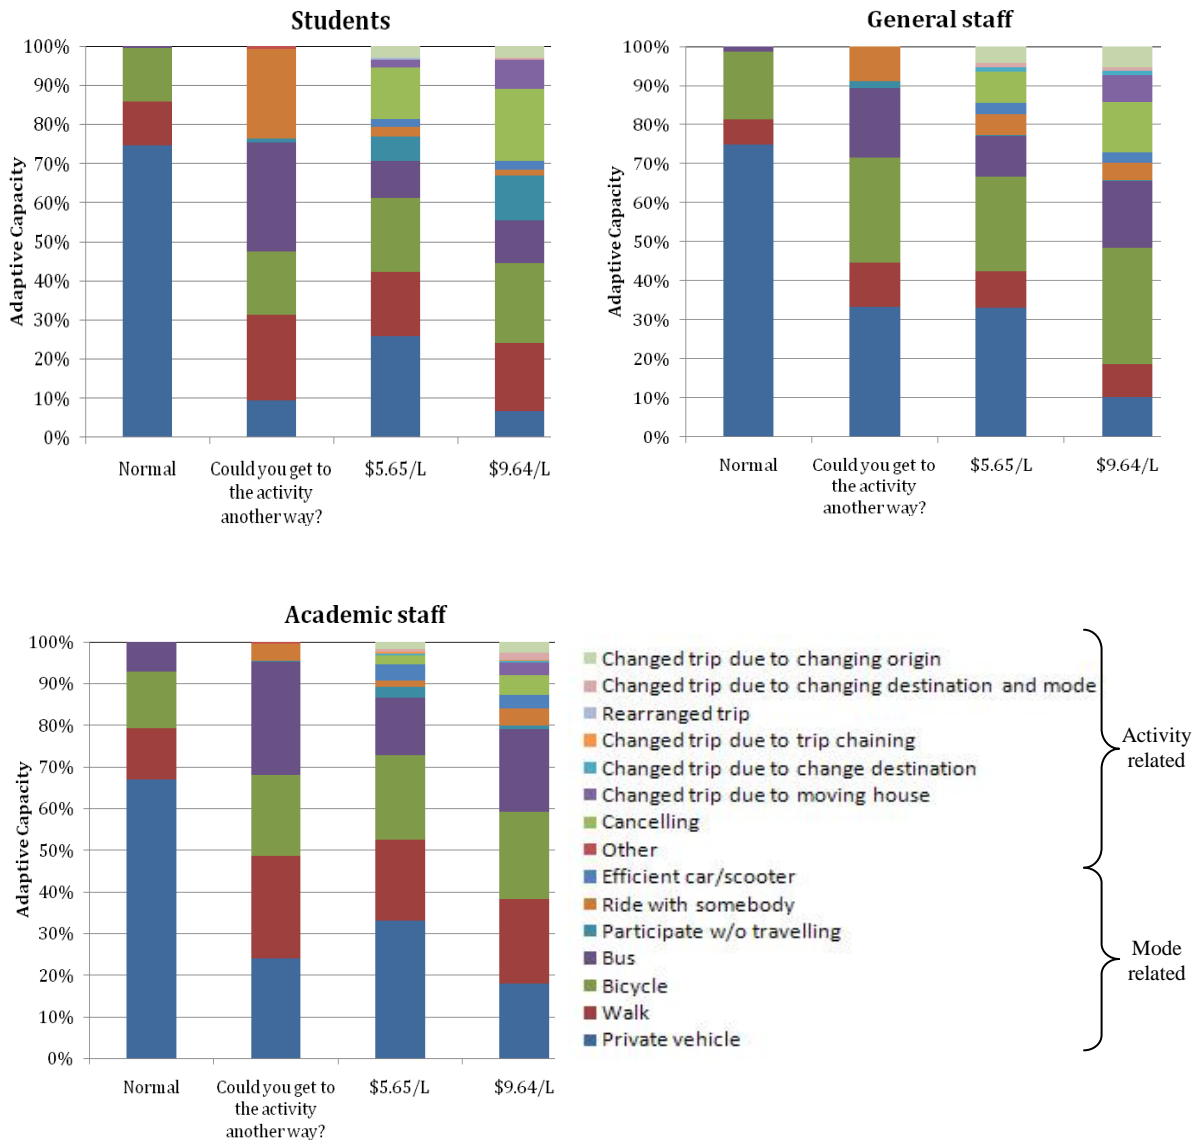 Students
100%
90%
80%
70%
60%
50%
40%
30%
20%
10%
0%
Adaptive Capacity
Normal
Could you get to
the activity
another way?
$5.65/L
$9.64/L
General staff
100%
90%
80%
70%
60%
50%
40%
30%
20%
10%
0%
Adaptive Capacity
Normal
Could you get to
the activity
another way?
$5.65/L
$9.64/L
Academic staff
100%
90%
80%
70%
60%
50%
40%
30%
20%
10%
0%
Adaptive Capacity
Normal
Could you get to
the activity
another way?
$5.65/L
$9.64/L
Changed trip due to changing origin
Changed trip due to changing destination and mode
Rearranged trip
Changed trip due to trip chaining
Changed trip due to change destination
Changed trip due to moving house
Cancelling
Other
Efficient car/scooter
Ride with somebody
Participate w/o travelling
Bus
Bicycle
Walk
Private vehicle
Activity
related
Mode
related